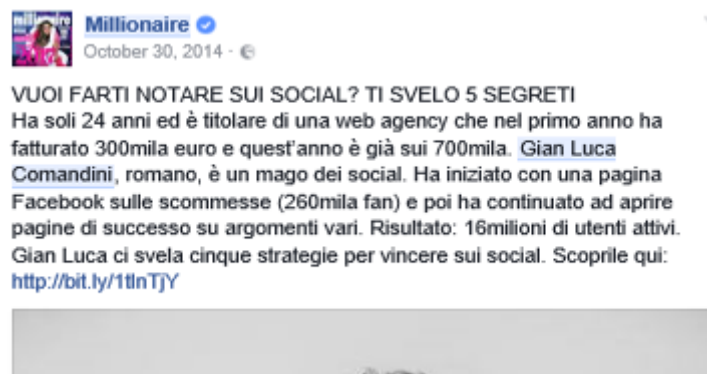 Millionaire
October 30, 2014 ·
VUOI FARTI NOTARE SUI SOCIAL? TI SVELO 5 SEGRETI
Ha soli 24 anni ed è titolare di una web agency che nel primo anno ha
fatturato 300mila euro e quest'anno è già sui 700mila. Gian Luca
Comandini, romano, è un mago dei social. Ha iniziato con una pagina
Facebook sulle scommesse (260mila fan) e poi ha continuato ad aprire
pagine di successo su argomenti vari. Risultato: 16milioni di utenti attivi.
Gian Luca ci svela cinque strategie per vincere sui social. Scoprile qui:
http://bit.ly/1tlnTjY